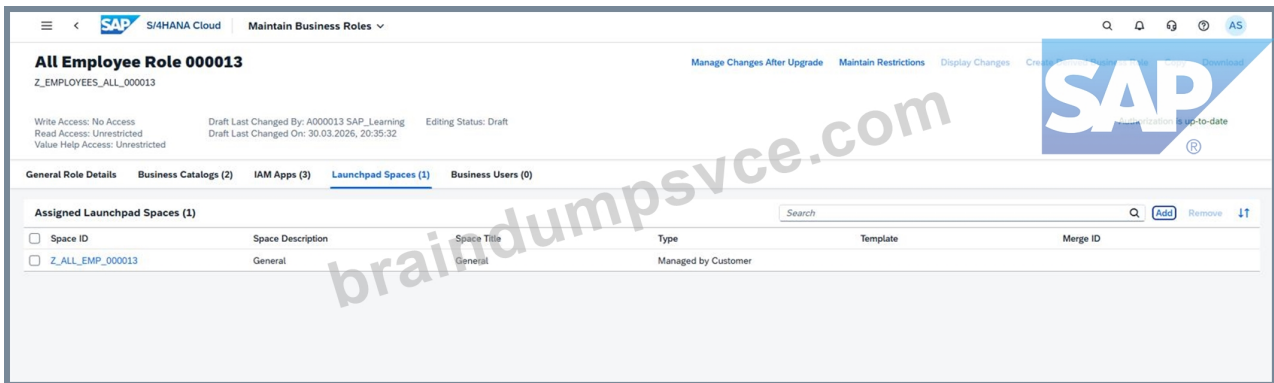 SAP S/4HANA Cloud Maintain Business Roles AS
All Employee Role 000013
Manage Changes After Upgrade Maintain Restrictions Display Changes Download
Z_EMPLOYEES_ALL_000013
Write Access: No Access Draft Last Changed By: A000013 SAP_Learning Editing Status: Draft
Authorization is up-to-date
Read Access: Unrestricted Draft Last Changed On: 30.03.2026, 20:35:32
Value Help Access: Unrestricted
SAP ®
General Role Details Business Catalogs (2) IAM Apps (3) Launchpad Spaces (1) Business Users (0)
Assigned Launchpad Spaces (1) Search Add Remove
Space ID Space Description Space Title Type Template Merge ID
Z_ALL_EMP_000013 General General Managed by Customer
braindumpsvce.com